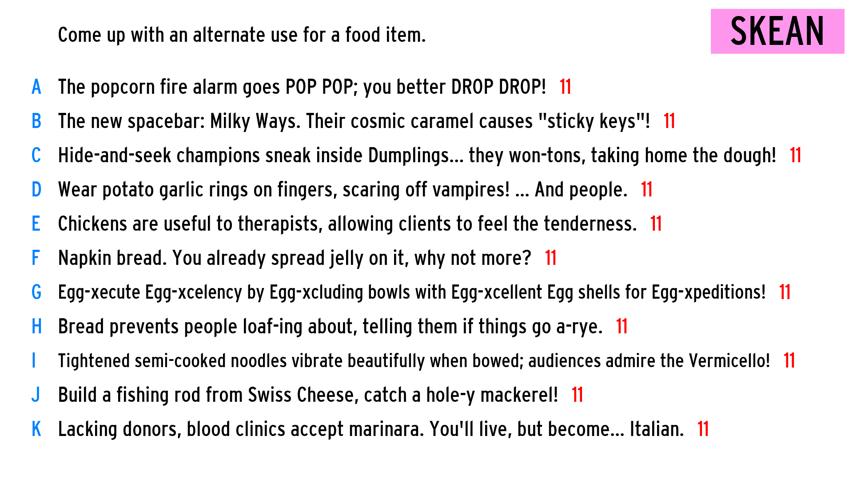 Come up with an alternate use for a food item.
SKEAN
A The popcorn fire alarm goes POP POP; you better DROP DROP! 11
B The new spacebar: Milky Ways. Their cosmic caramel causes "sticky keys"! 11
C Hide-and-seek champions sneak inside Dumplings... they won-tons, taking home the dough! 11
D Wear potato garlic rings on fingers, scaring off vampires! ... And people. 11
E Chickens are useful to therapists, allowing clients to feel the tenderness. 11
F Napkin bread. You already spread jelly on it, why not more? 11
G Egg-xecute Egg-xcelency by Egg-xcluding bowls with Egg-xcellent Egg shells for Egg-xpeditions! 11
H Bread prevents people loaf-ing about, telling them if things go a-rye. 11
I Tightened semi-cooked noodles vibrate beautifully when bowed; audiences admire the Vermicello! 11
J Build a fishing rod from Swiss Cheese, catch a hole-y mackerel! 11
K Lacking donors, blood clinics accept marinara. You'll live, but become... Italian. 11